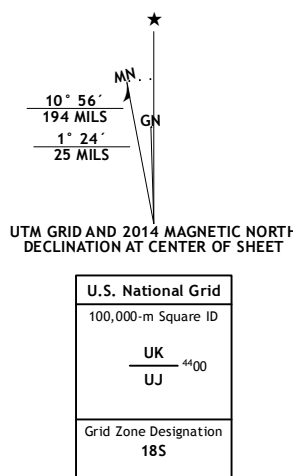 ★
MN
GN
10° 56´
194 MILS
1° 24´
25 MILS
UTM GRID AND 2014 MAGNETIC NORTH
DECLINATION AT CENTER OF SHEET
U.S. National Grid
100,000-m Square ID
UK
4400
UJ
Grid Zone Designation
18S